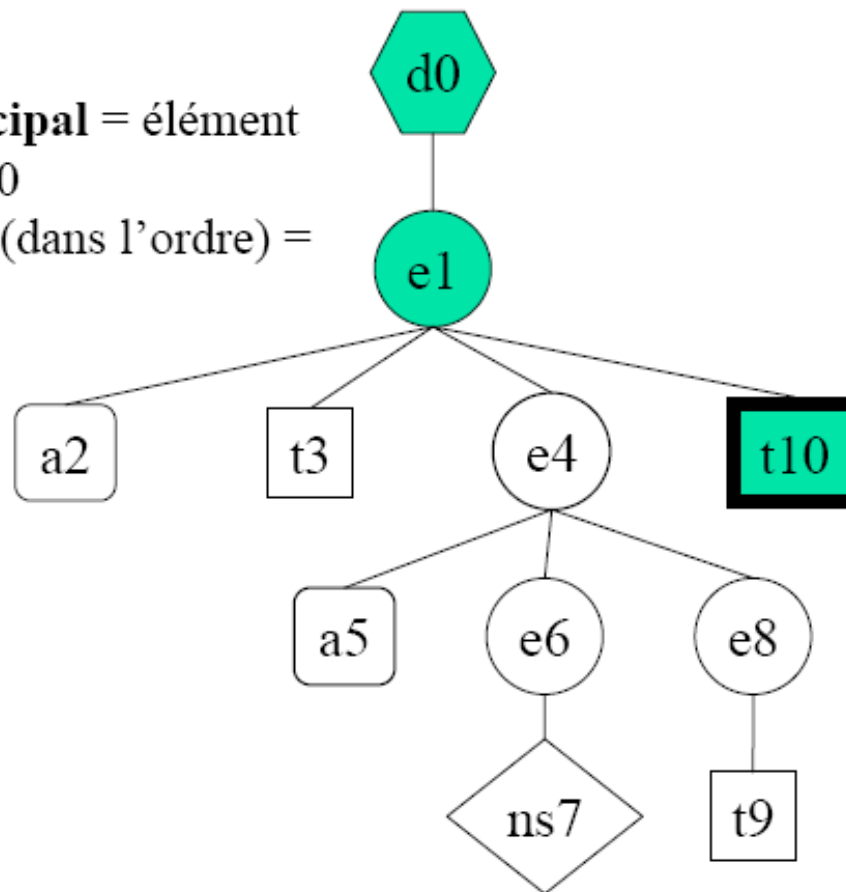 d0
cipal = élément
0
(dans l’ordre) =
e1
a2
t3
e4
t10
a5
e6
e8
ns7
t9